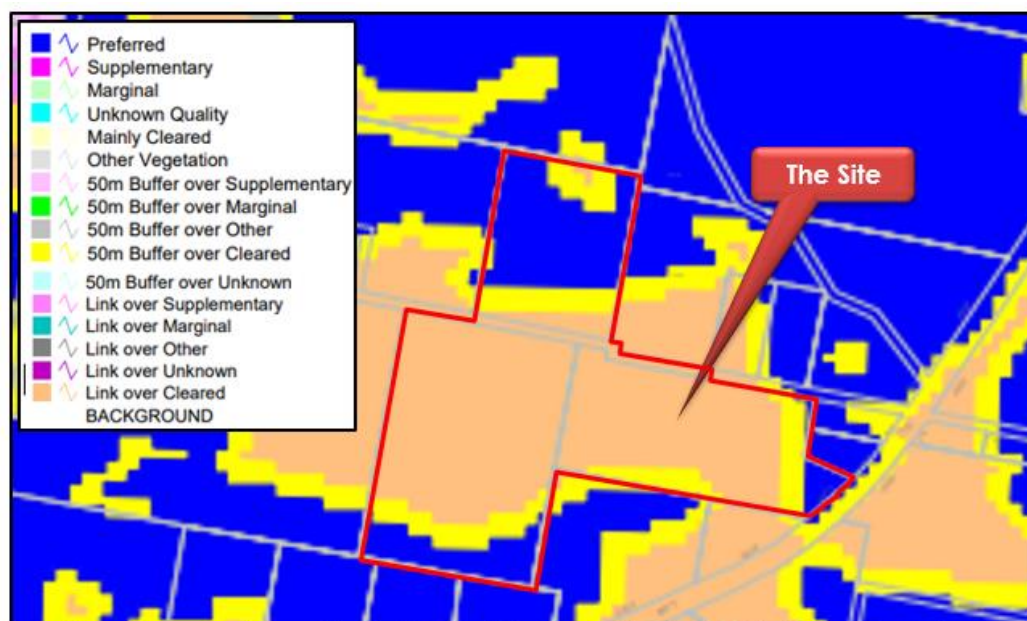 Preferred
Supplementary
Marginal
Unknown Quality
Mainly Cleared
Other Vegetation
50m Buffer over Supplementary
50m Buffer over Marginal
50m Buffer over Other
50m Buffer over Cleared
50m Buffer over Unknown
Link over Supplementary
Link over Marginal
Link over Other
Link over Unknown
Link over Cleared
BACKGROUND
The Site